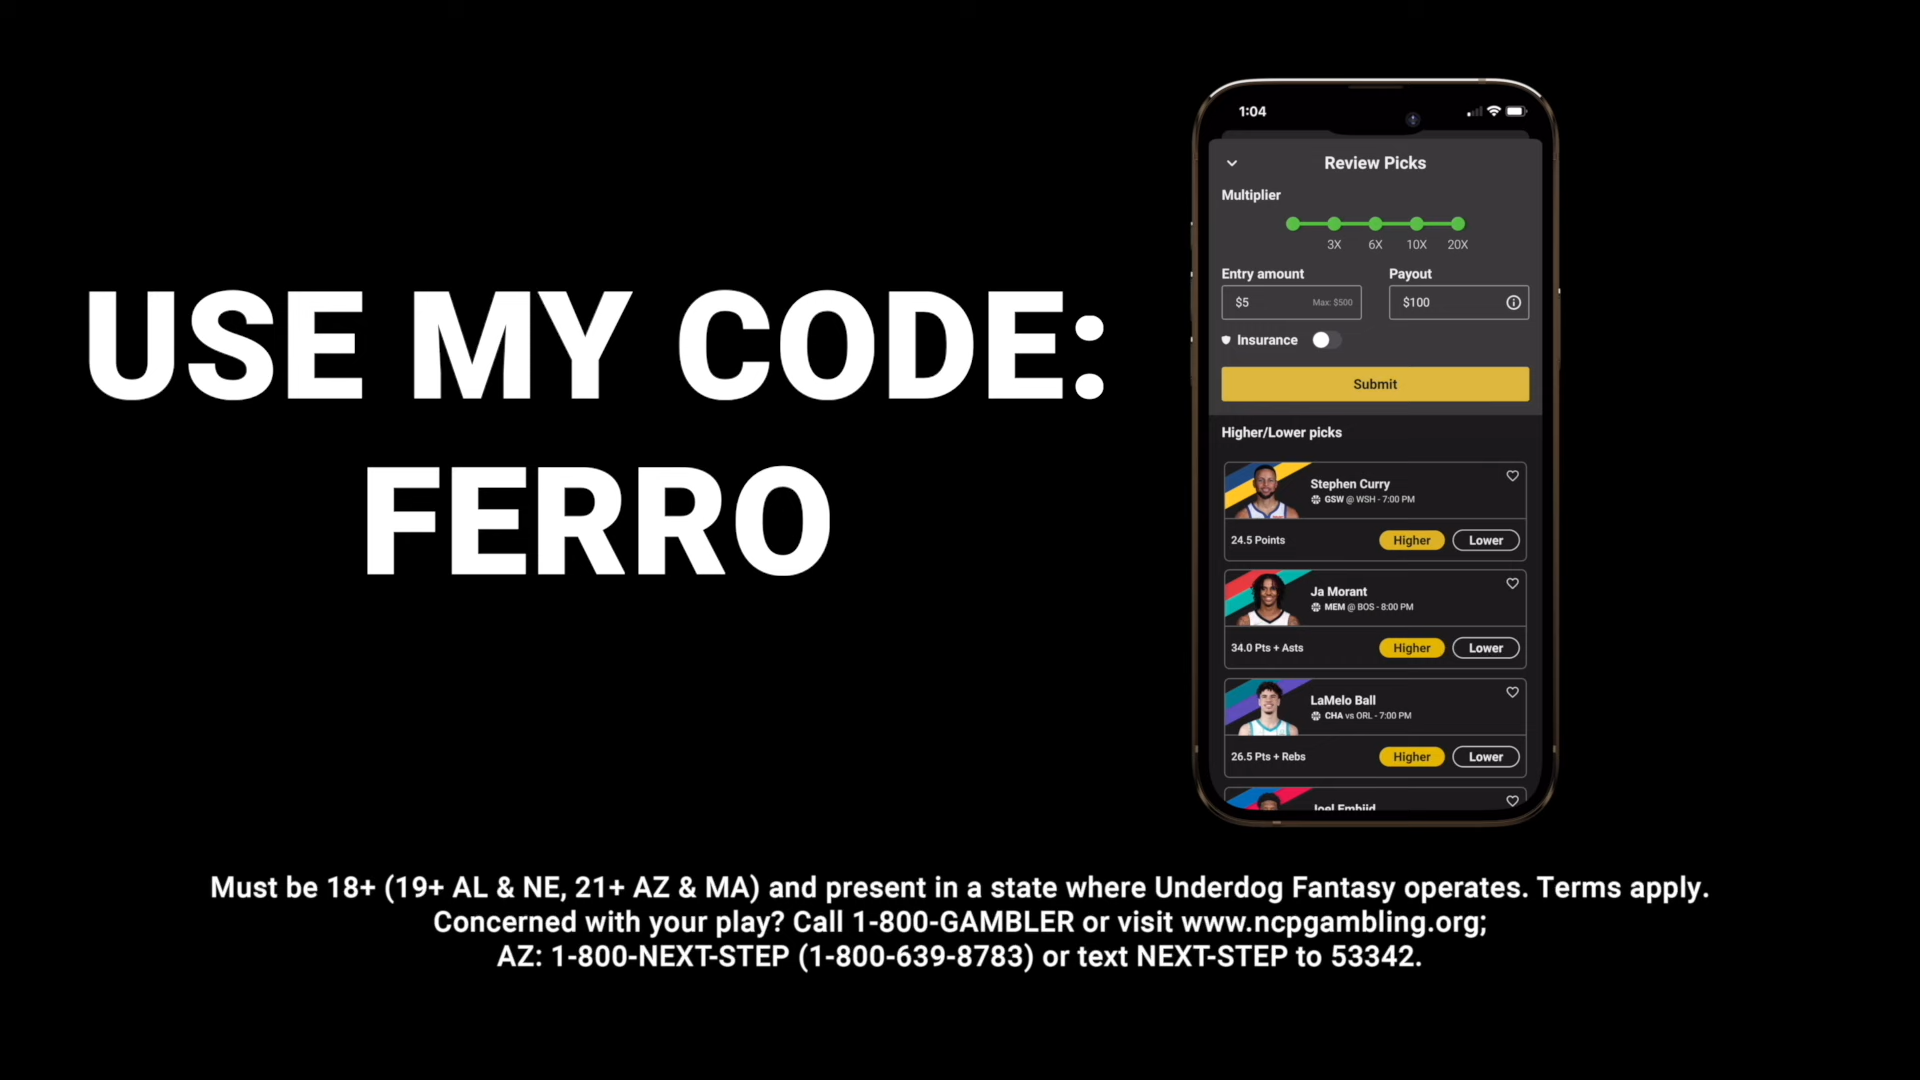 USE MY CODE:
FERRO
1:04
Review Picks
Multiplier
3X 6X 10X 20X
Entry amount Payout
$5 Max: $500 $100
Insurance
Submit
Higher/Lower picks
Stephen Curry
GSW @ WSH - 7:00 PM
24.5 Points Higher Lower
Ja Morant
MEM @ BOS - 8:00 PM
34.0 Pts + Asts Higher Lower
LaMelo Ball
CHA vs ORL - 7:00 PM
26.5 Pts + Rebs Higher Lower
Joel Embiid
Must be 18+ (19+ AL & NE, 21+ AZ & MA) and present in a state where Underdog Fantasy operates. Terms apply.
Concerned with your play? Call 1-800-GAMBLER or visit www.ncpgambling.org;
AZ: 1-800-NEXT-STEP (1-800-639-8783) or text NEXT-STEP to 53342.